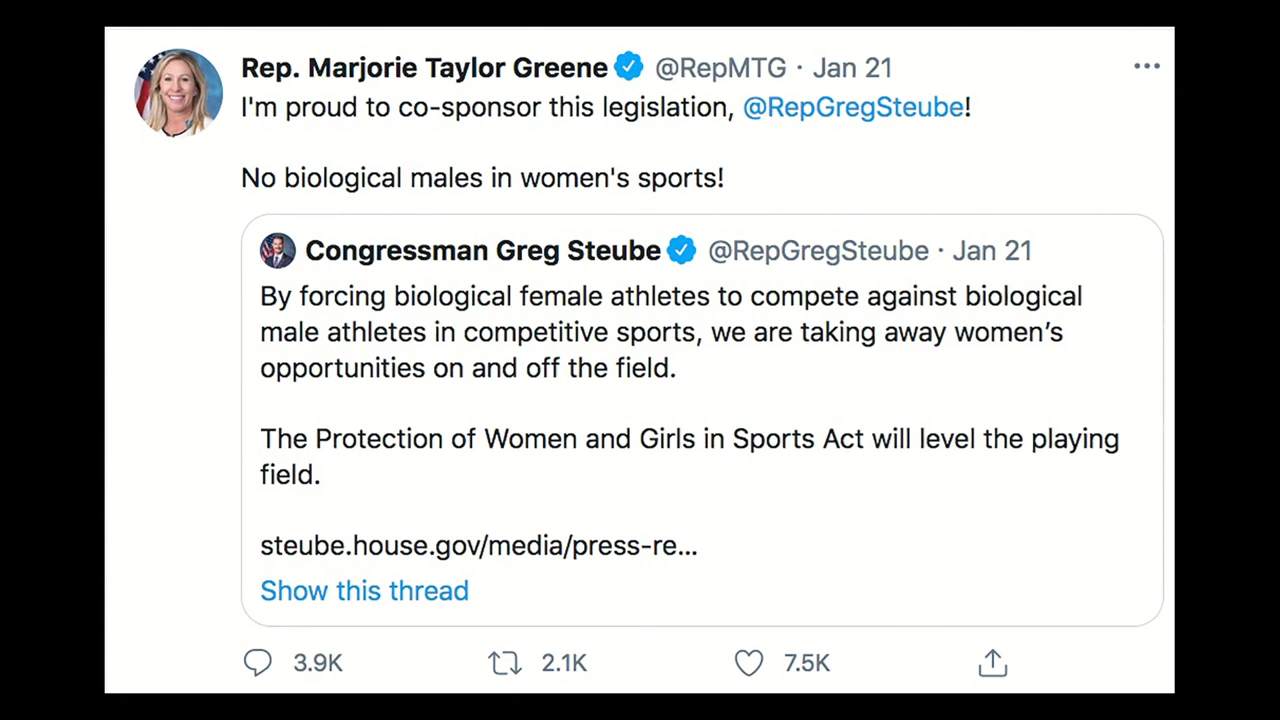 Rep. Marjorie Taylor Greene @RepMTG · Jan 21
I'm proud to co-sponsor this legislation, @RepGregSteube!
No biological males in women's sports!
Congressman Greg Steube @RepGregSteube · Jan 21
By forcing biological female athletes to compete against biological
male athletes in competitive sports, we are taking away women’s
opportunities on and off the field.
The Protection of Women and Girls in Sports Act will level the playing
field.
steube.house.gov/media/press-re...
Show this thread
3.9K 2.1K 7.5K